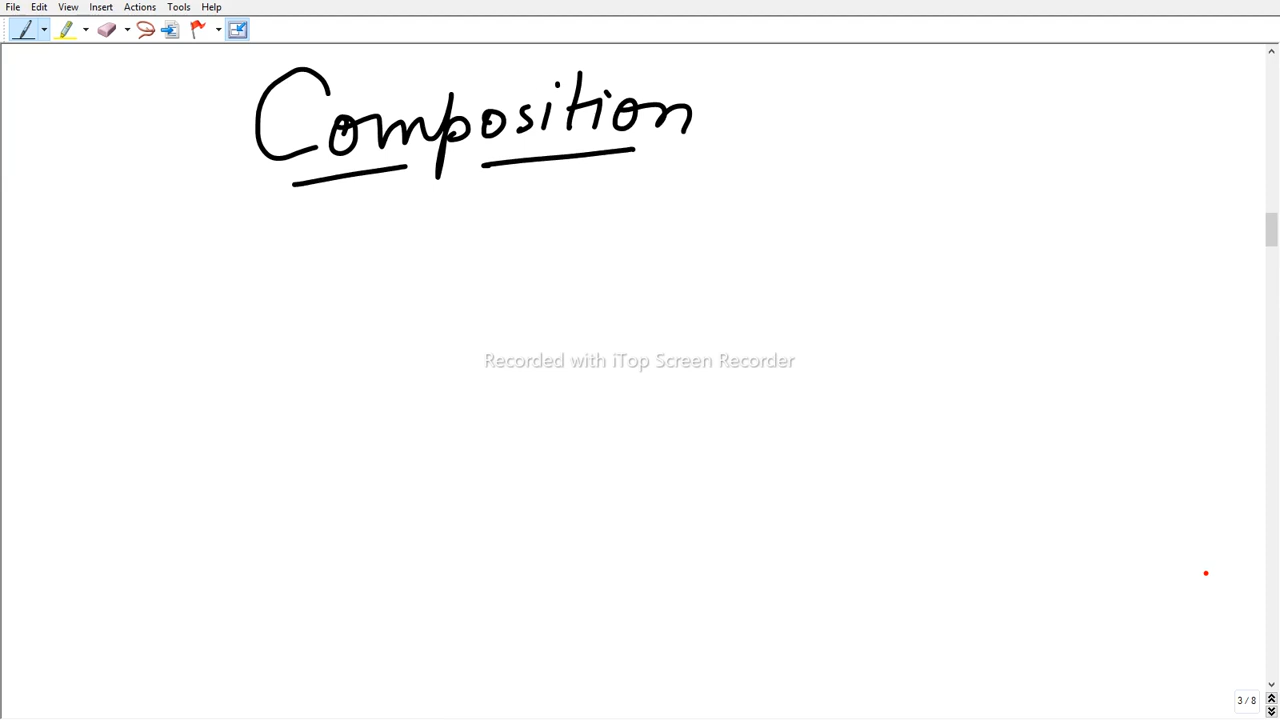 File Edit View Insert Actions Tools Help
Composition
Recorded with iTop Screen Recorder
3 / 8